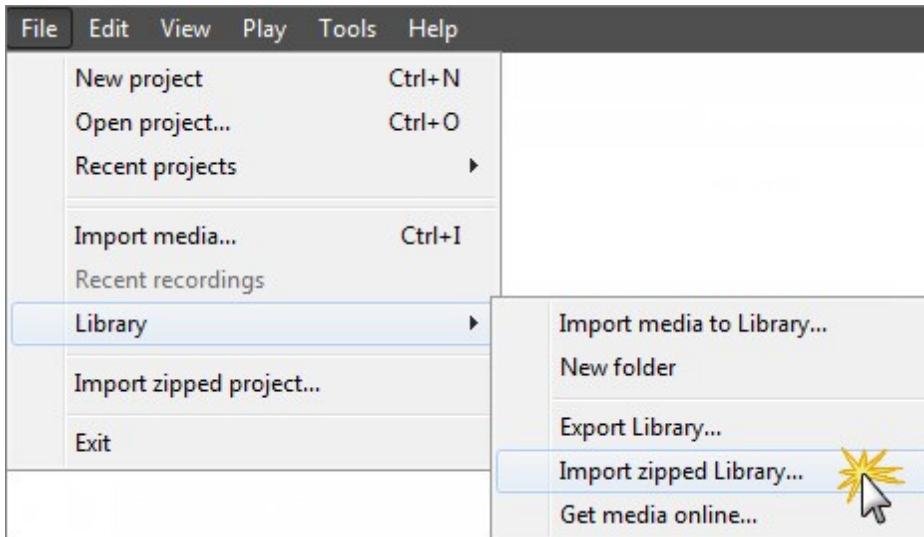 File Edit View Play Tools Help
New project Ctrl+N
Open project... Ctrl+O
Recent projects
Import media... Ctrl+I
Recent recordings
Library
Import zipped project...
Exit
Import media to Library...
New folder
Export Library...
Import zipped Library...
Get media online...